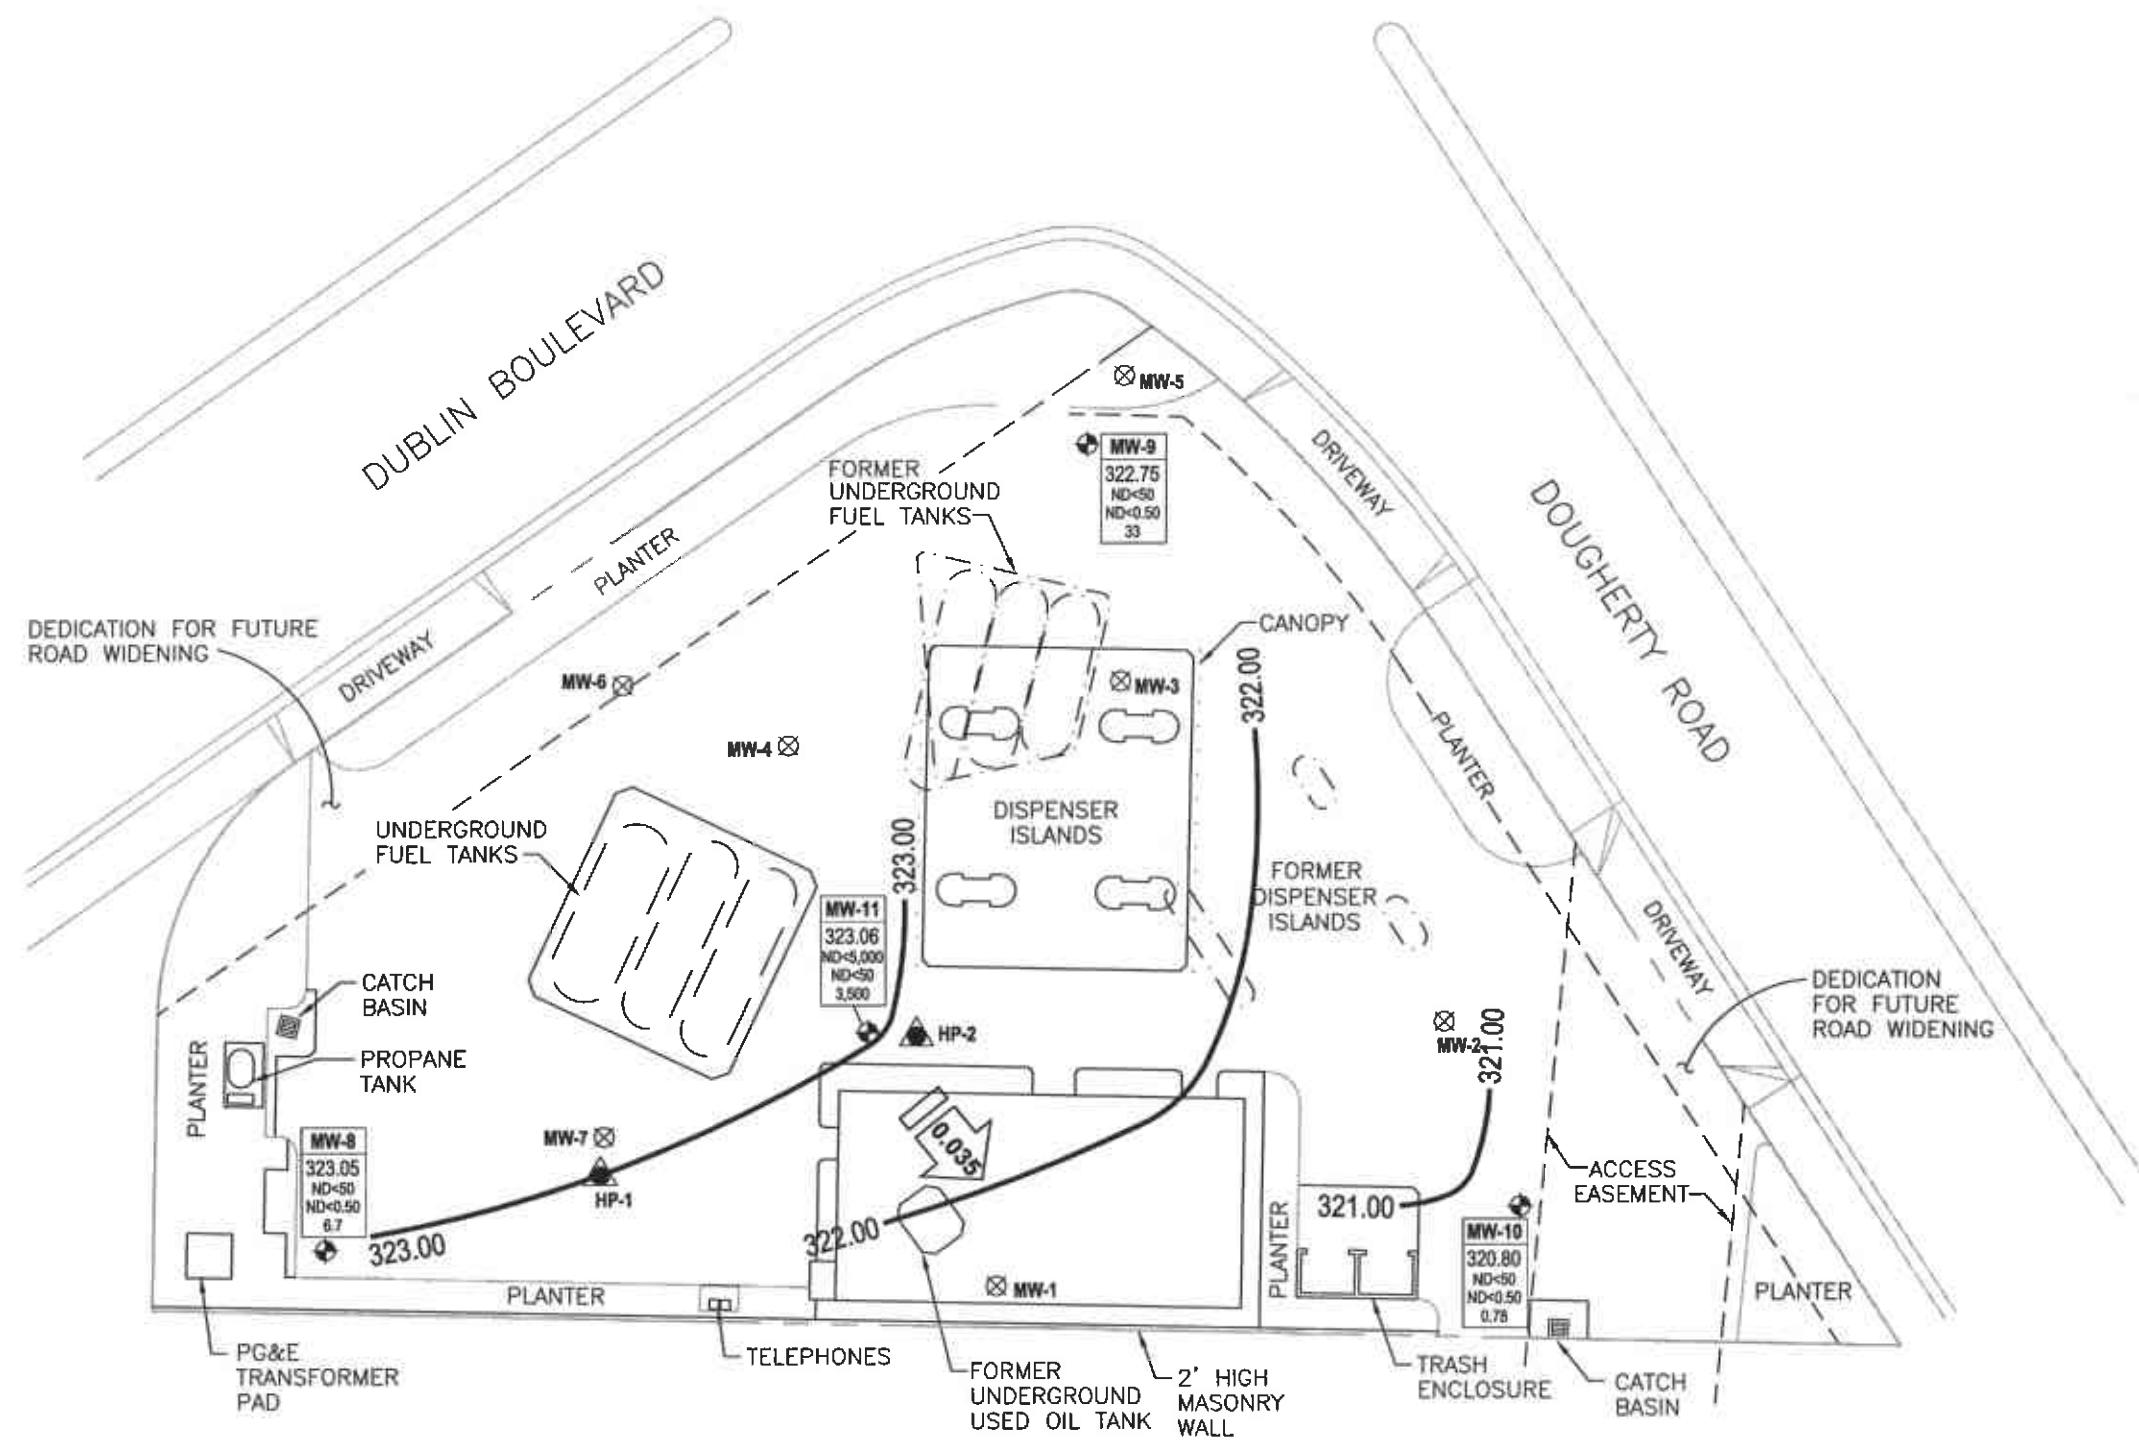 DUBLIN BOULEVARD
DOUGHERTY ROAD
MW-5
DRIVEWAY
MW-9
322.75
ND<50
ND<0.50
33
FORMER
UNDERGROUND
FUEL TANKS
PLANTER
DEDICATION FOR FUTURE
ROAD WIDENING
DRIVEWAY
CANOPY
MW-6
MW-3
322.00
MW-4
PLANTER
DISPENSER
ISLANDS
UNDERGROUND
FUEL TANKS
323.00
FORMER
DISPENSER
ISLANDS
MW-11
323.06
ND<5,000
ND<50
3,500
DRIVEWAY
CATCH
BASIN
DEDICATION
FOR FUTURE
ROAD WIDENING
HP-2
MW-2
321.00
PLANTER
PROPANE
TANK
MW-8
323.05
ND<50
ND<0.50
6.7
MW-7
HP-1
0.035
ACCESS
EASEMENT
323.00
322.00
321.00
PLANTER
MW-10
320.80
ND<50
ND<0.50
0.78
MW-1
PLANTER
PLANTER
PG&E
TRANSFORMER
PAD
TELEPHONES
FORMER
UNDERGROUND
USED OIL TANK
2' HIGH
MASONRY
WALL
TRASH
ENCLOSURE
CATCH
BASIN